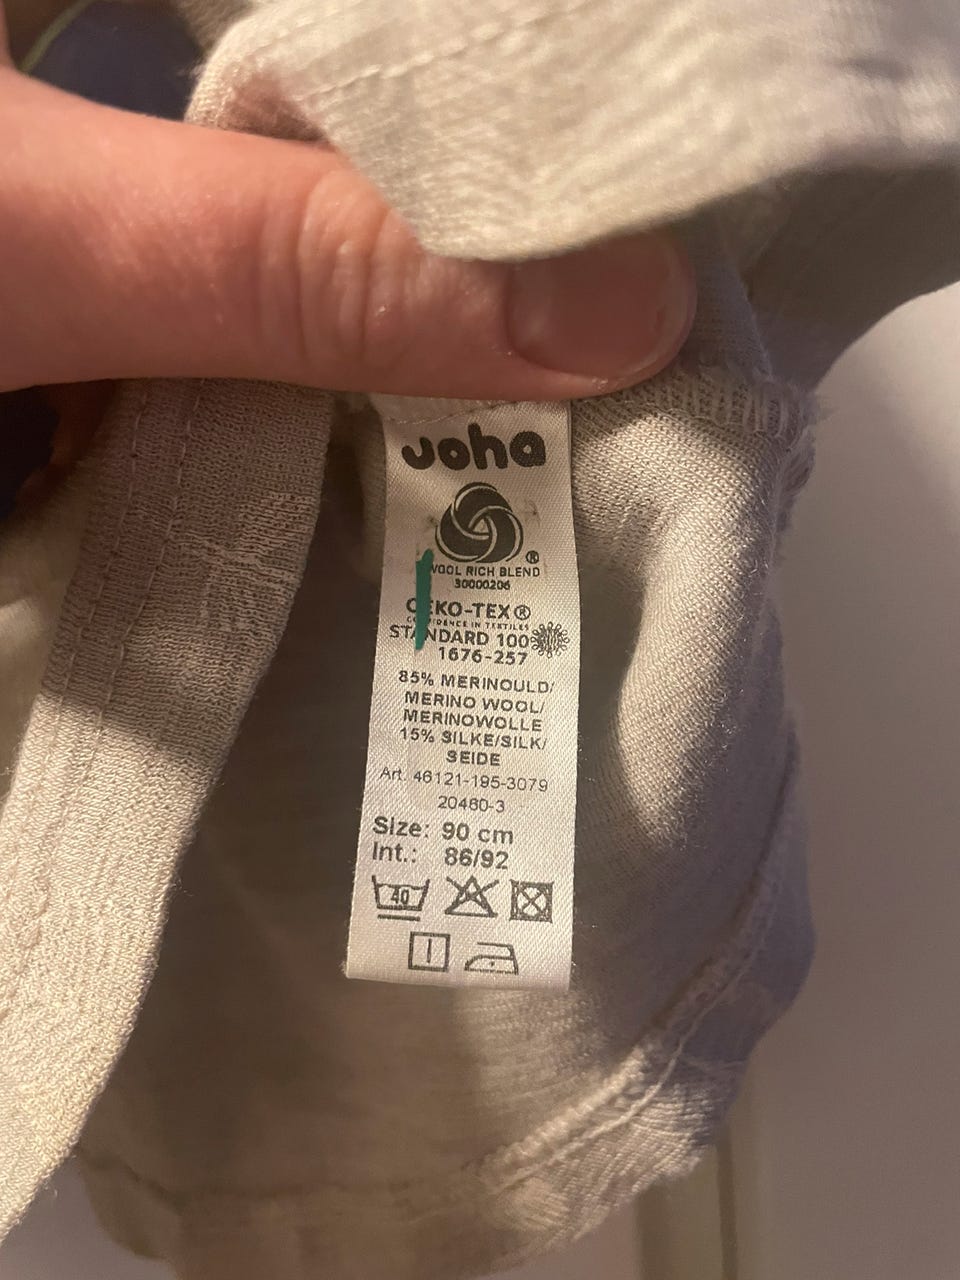 Joha
WOOL RICH BLEND
30000206
OEKO-TEX®
CONFIDENCE IN TEXTILES
STANDARD 100
1676-257
85% MERINOULD/
MERINO WOOL/
MERINOWOLLE
15% SILKE/SILK/
SEIDE
Art. 46121-195-3079
20460-3
Size: 90 cm
Int.: 86/92
40